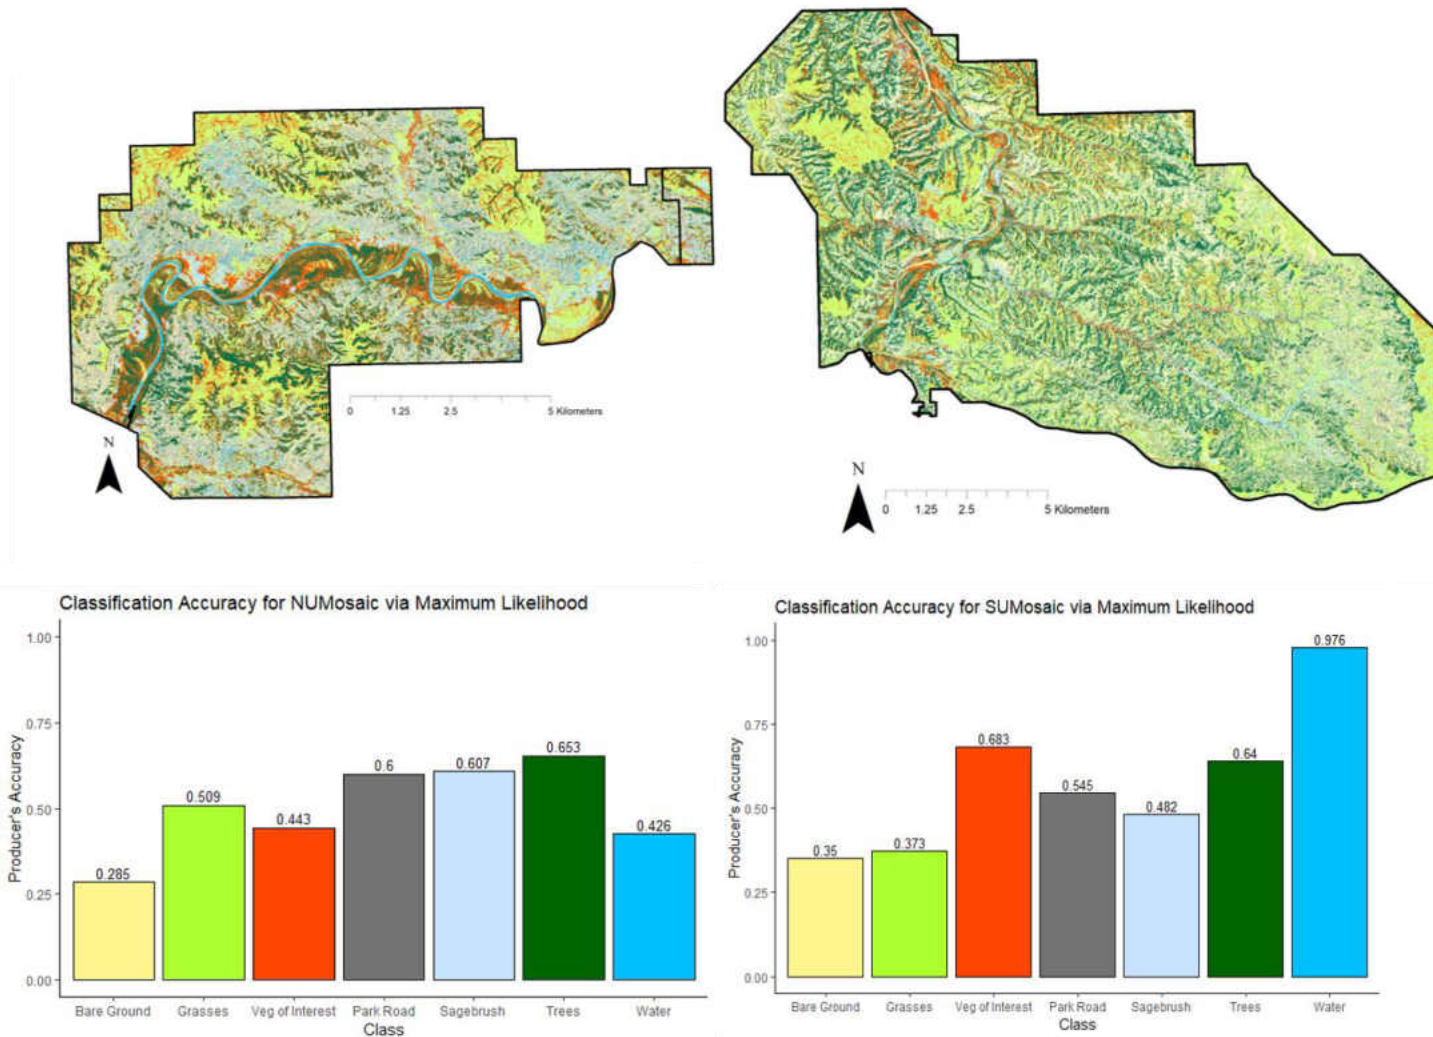 0 1.25 2.5 5 Kilometers
N
N
0 1.25 2.5 5 Kilometers
Classification Accuracy for NUMosaic via Maximum Likelihood
1.00
0.75
0.50
0.25
0.00
Producer's Accuracy
0.285
0.509
0.443
0.6
0.607
0.653
0.426
Bare Ground Grasses Veg of Interest Park Road Sagebrush Trees Water
Class
Classification Accuracy for SUMosaic via Maximum Likelihood
1.00
0.75
0.50
0.25
0.00
Producer's Accuracy
0.35
0.373
0.683
0.545
0.482
0.64
0.976
Bare Ground Grasses Veg of Interest Park Road Sagebrush Trees Water
Class